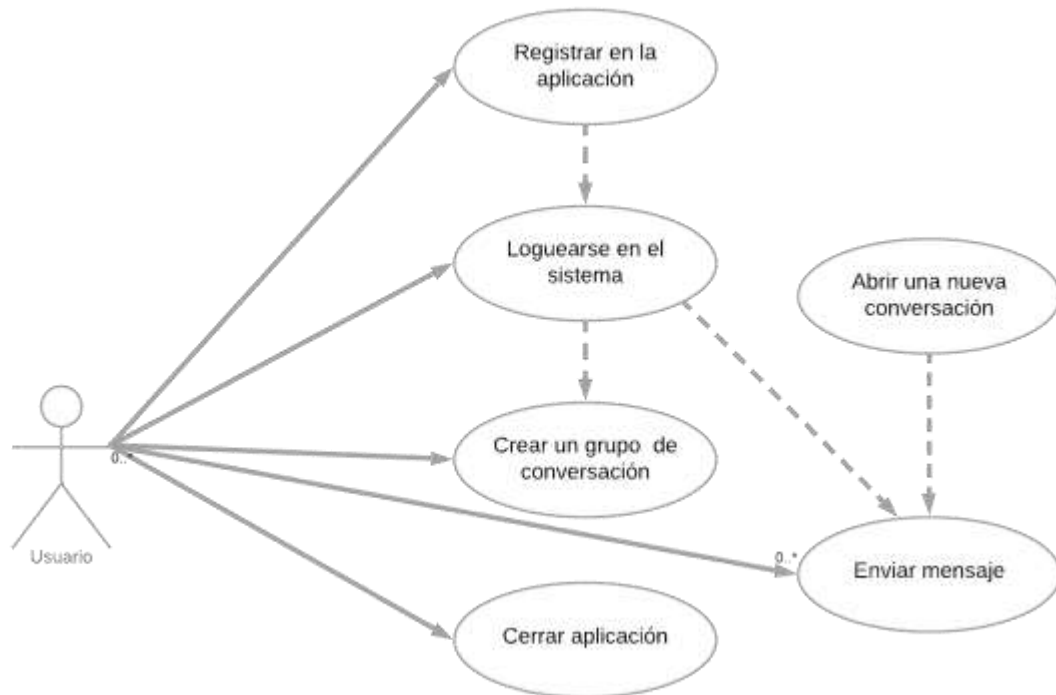 Registrar en la
aplicación
Loguearse en el
sistema
Abrir una nueva
conversación
Crear un grupo de
conversación
0..*
Usuario
0..*
Enviar mensaje
Cerrar aplicación